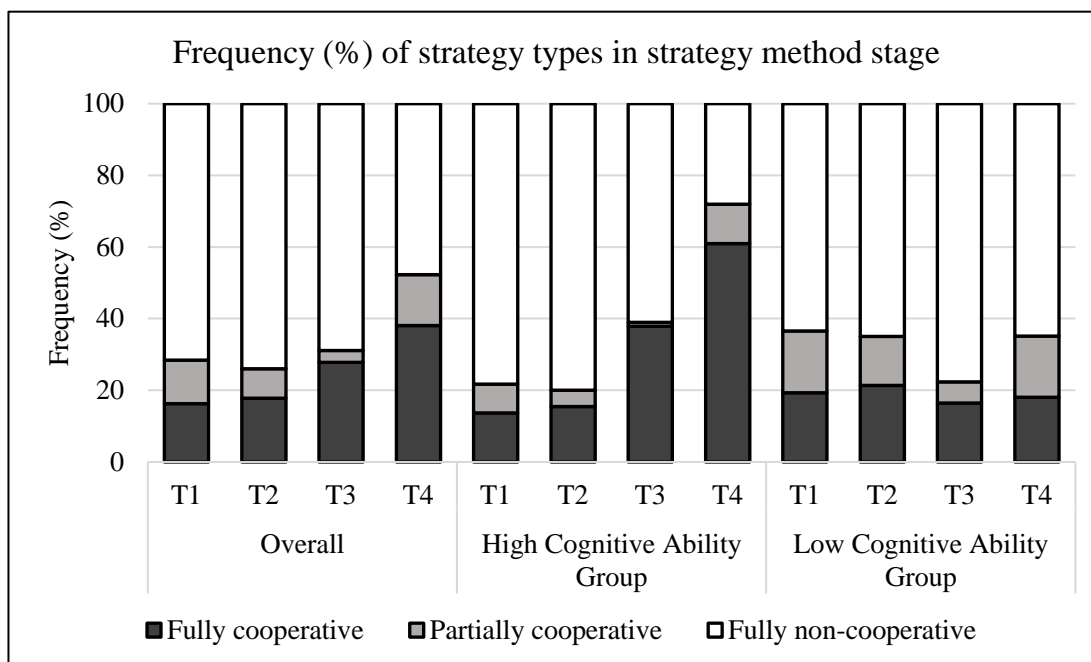 Frequency (%) of strategy types in strategy method stage
Frequency (%)
100
80
60
40
20
0
T1 T2 T3 T4 T1 T2 T3 T4 T1 T2 T3 T4
Overall High Cognitive Ability Low Cognitive Ability
Group Group
Fully cooperative Partially cooperative Fully non-cooperative